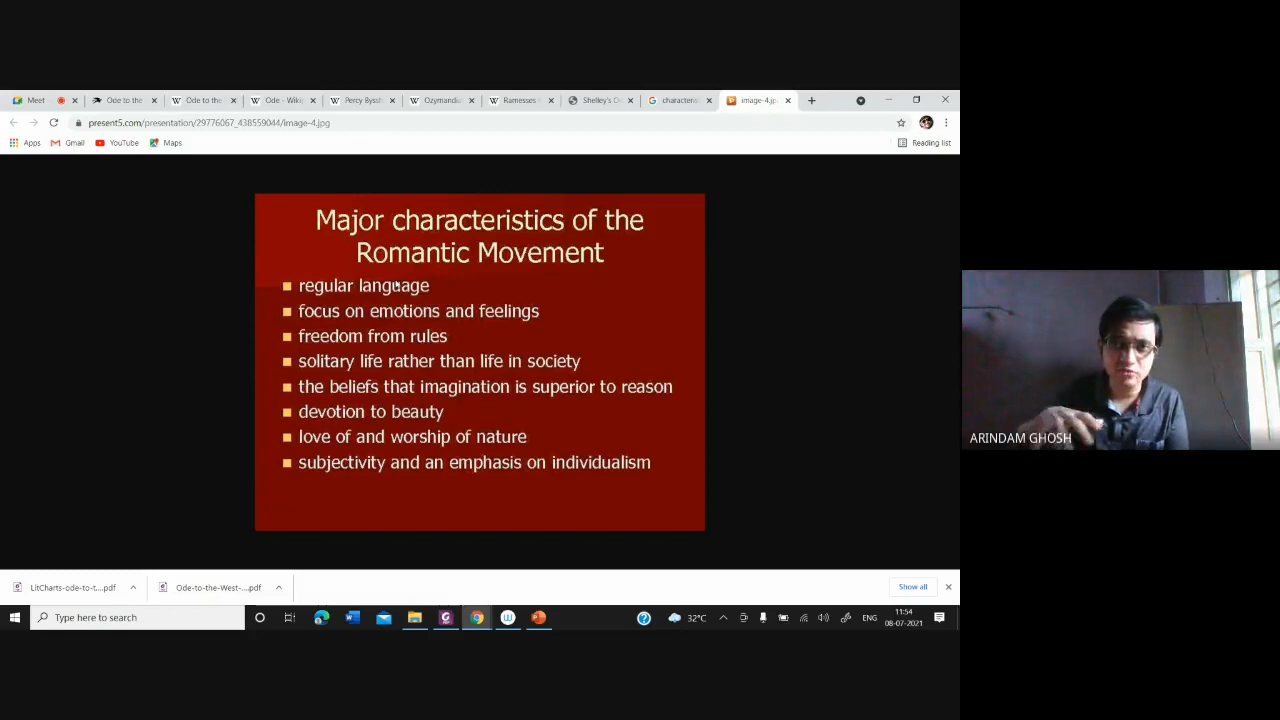 Meet
Ode to the
Ode to the
Ode - Wiki
Percy Byssh
Ozymandi
Ramesses
Shelley's O
characteris
image-4.jp
present5.com/presentation/29776067_438559044/image-4.jpg
Apps
Gmail
YouTube
Maps
Reading list
Major characteristics of the
Romantic Movement
regular language
focus on emotions and feelings
freedom from rules
solitary life rather than life in society
the beliefs that imagination is superior to reason
devotion to beauty
love of and worship of nature
subjectivity and an emphasis on individualism
ARINDAM GHOSH
LitCharts-ode-to-t....pdf
Ode-to-the-West-....pdf
Show all
Type here to search
32°C
ENG
11:54
08-07-2021